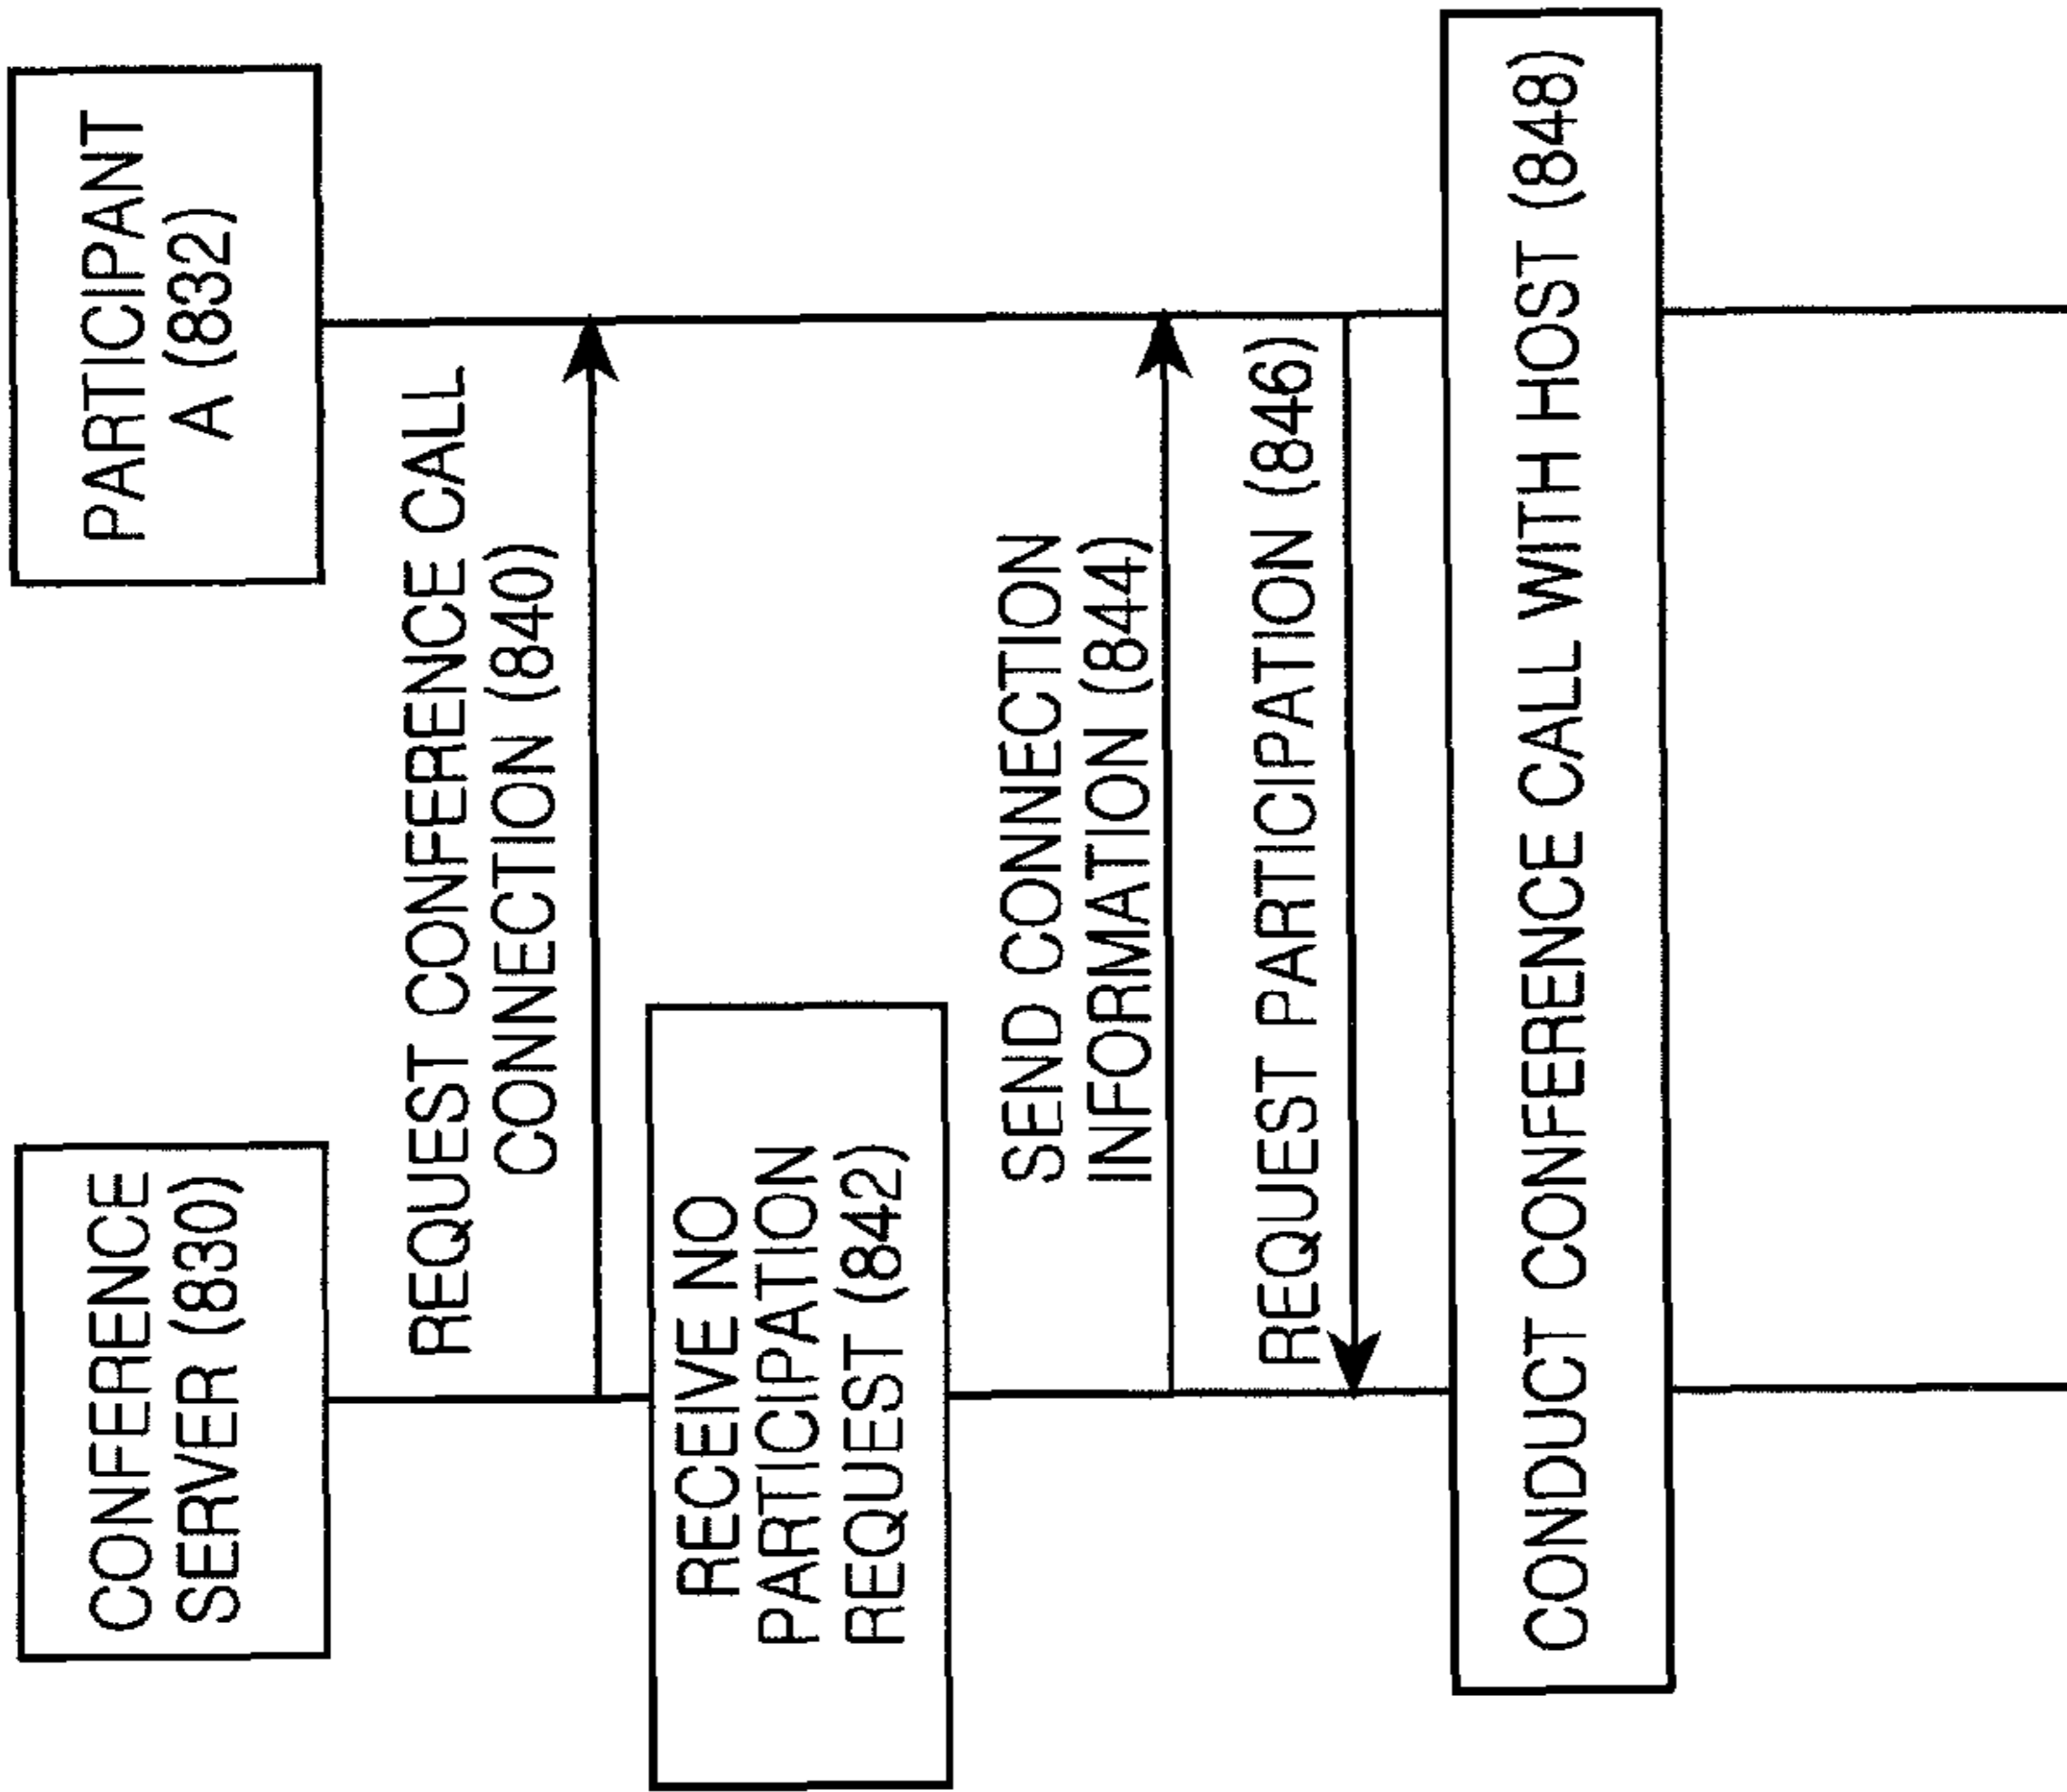 CONFERENCE
SERVER (830)
PARTICIPANT
A (832)
REQUEST CONFERENCE CALL
CONNECTION (840)
RECEIVE NO
PARTICIPATION
REQUEST (842)
SEND CONNECTION
INFORMATION (844)
REQUEST PARTICIPATION (846)
CONDUCT CONFERENCE CALL WITH HOST (848)